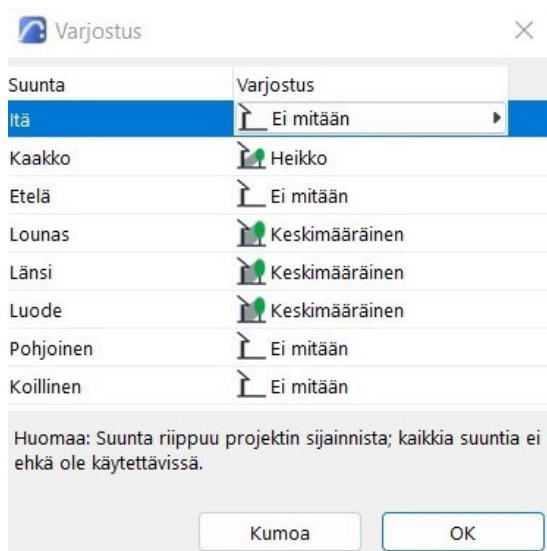 Varjostus
Suunta Varjostus
Itä Ei mitään
Kaakko Heikko
Etelä Ei mitään
Lounas Keskimääräinen
Länsi Keskimääräinen
Luode Keskimääräinen
Pohjoinen Ei mitään
Koillinen Ei mitään
Huomaa: Suunta riippuu projektin sijainnista; kaikkia suuntia ei
ehkä ole käytettävissä.
Kumoa OK